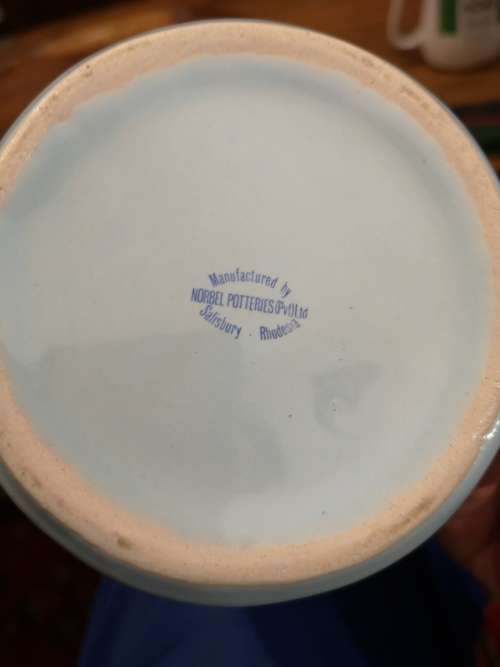 Manufactured by
NORBEL POTTERIES (Pvt) Ltd
Salisbury . Rhodesia